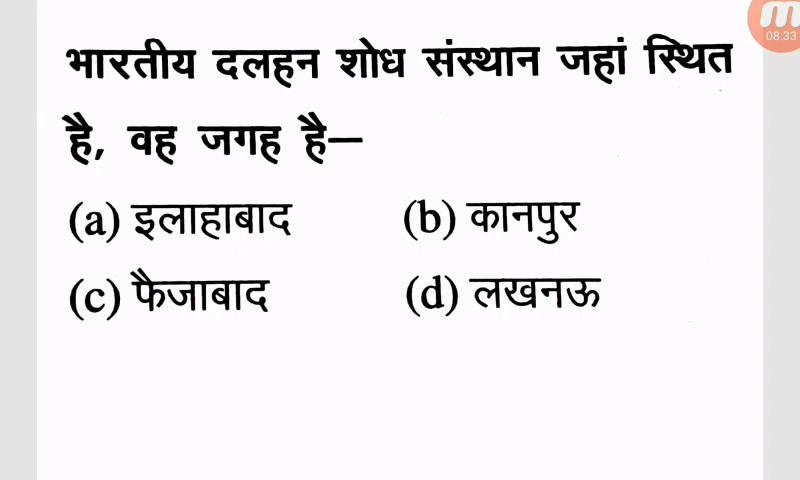 भारतीय दलहन शोध संस्थान जहां स्थित
है, वह जगह है—
(a) इलाहाबाद (b) कानपुर
(c) फैजाबाद (d) लखनऊ
08:33